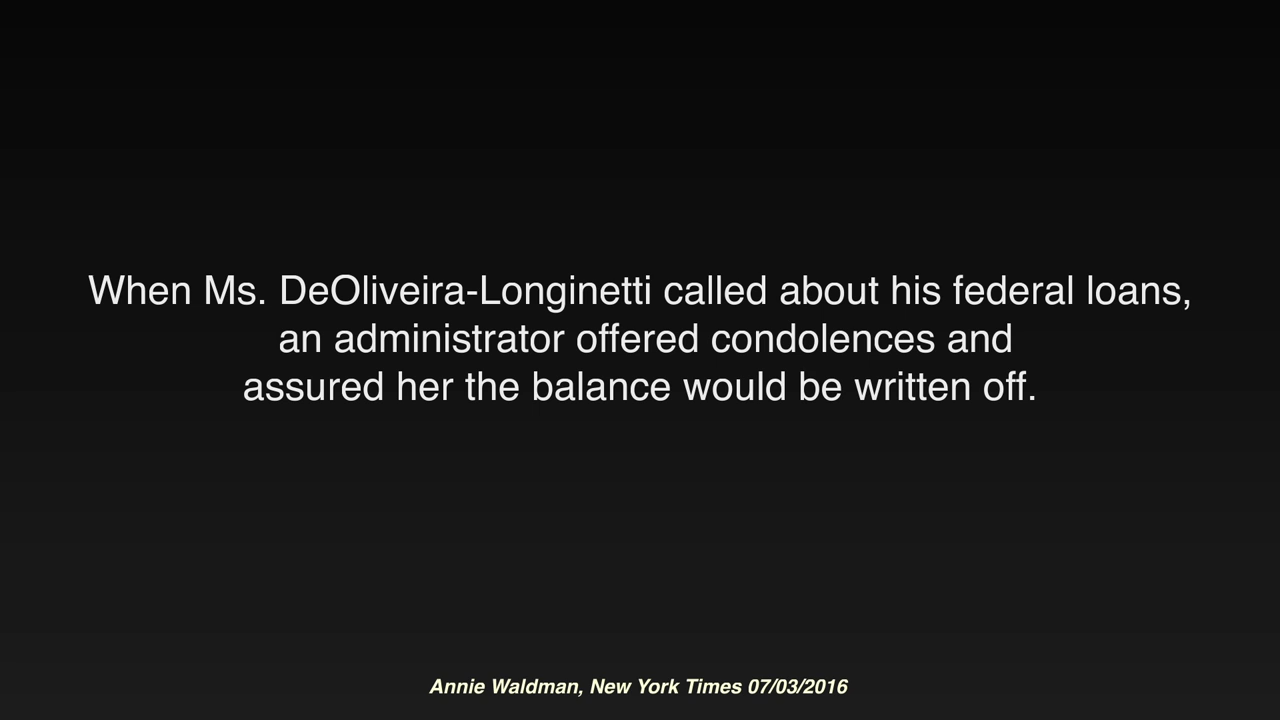 When Ms. DeOliveira-Longinetti called about his federal loans,
an administrator offered condolences and
assured her the balance would be written off.
Annie Waldman, New York Times 07/03/2016